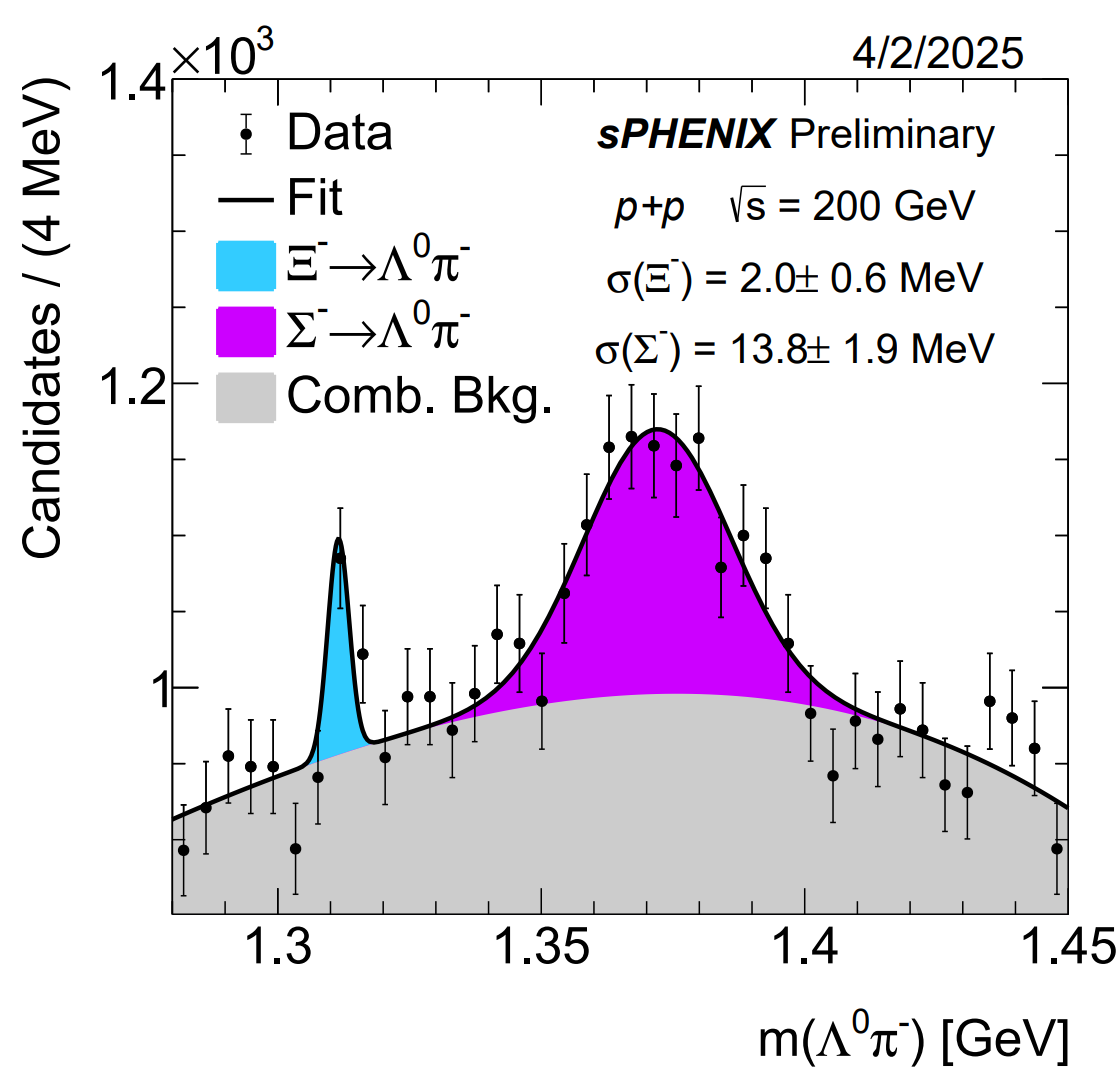 ×10³
4/2/2025
Candidates / (4 MeV)
1.4
1.2
1
Data
Fit
Ξ⁻→Λ⁰π⁻
Σ⁻→Λ⁰π⁻
Comb. Bkg.
sPHENIX Preliminary
p+p √s = 200 GeV
σ(Ξ⁻) = 2.0± 0.6 MeV
σ(Σ⁻) = 13.8± 1.9 MeV
1.3
1.35
1.4
1.45
m(Λ⁰π⁻) [GeV]